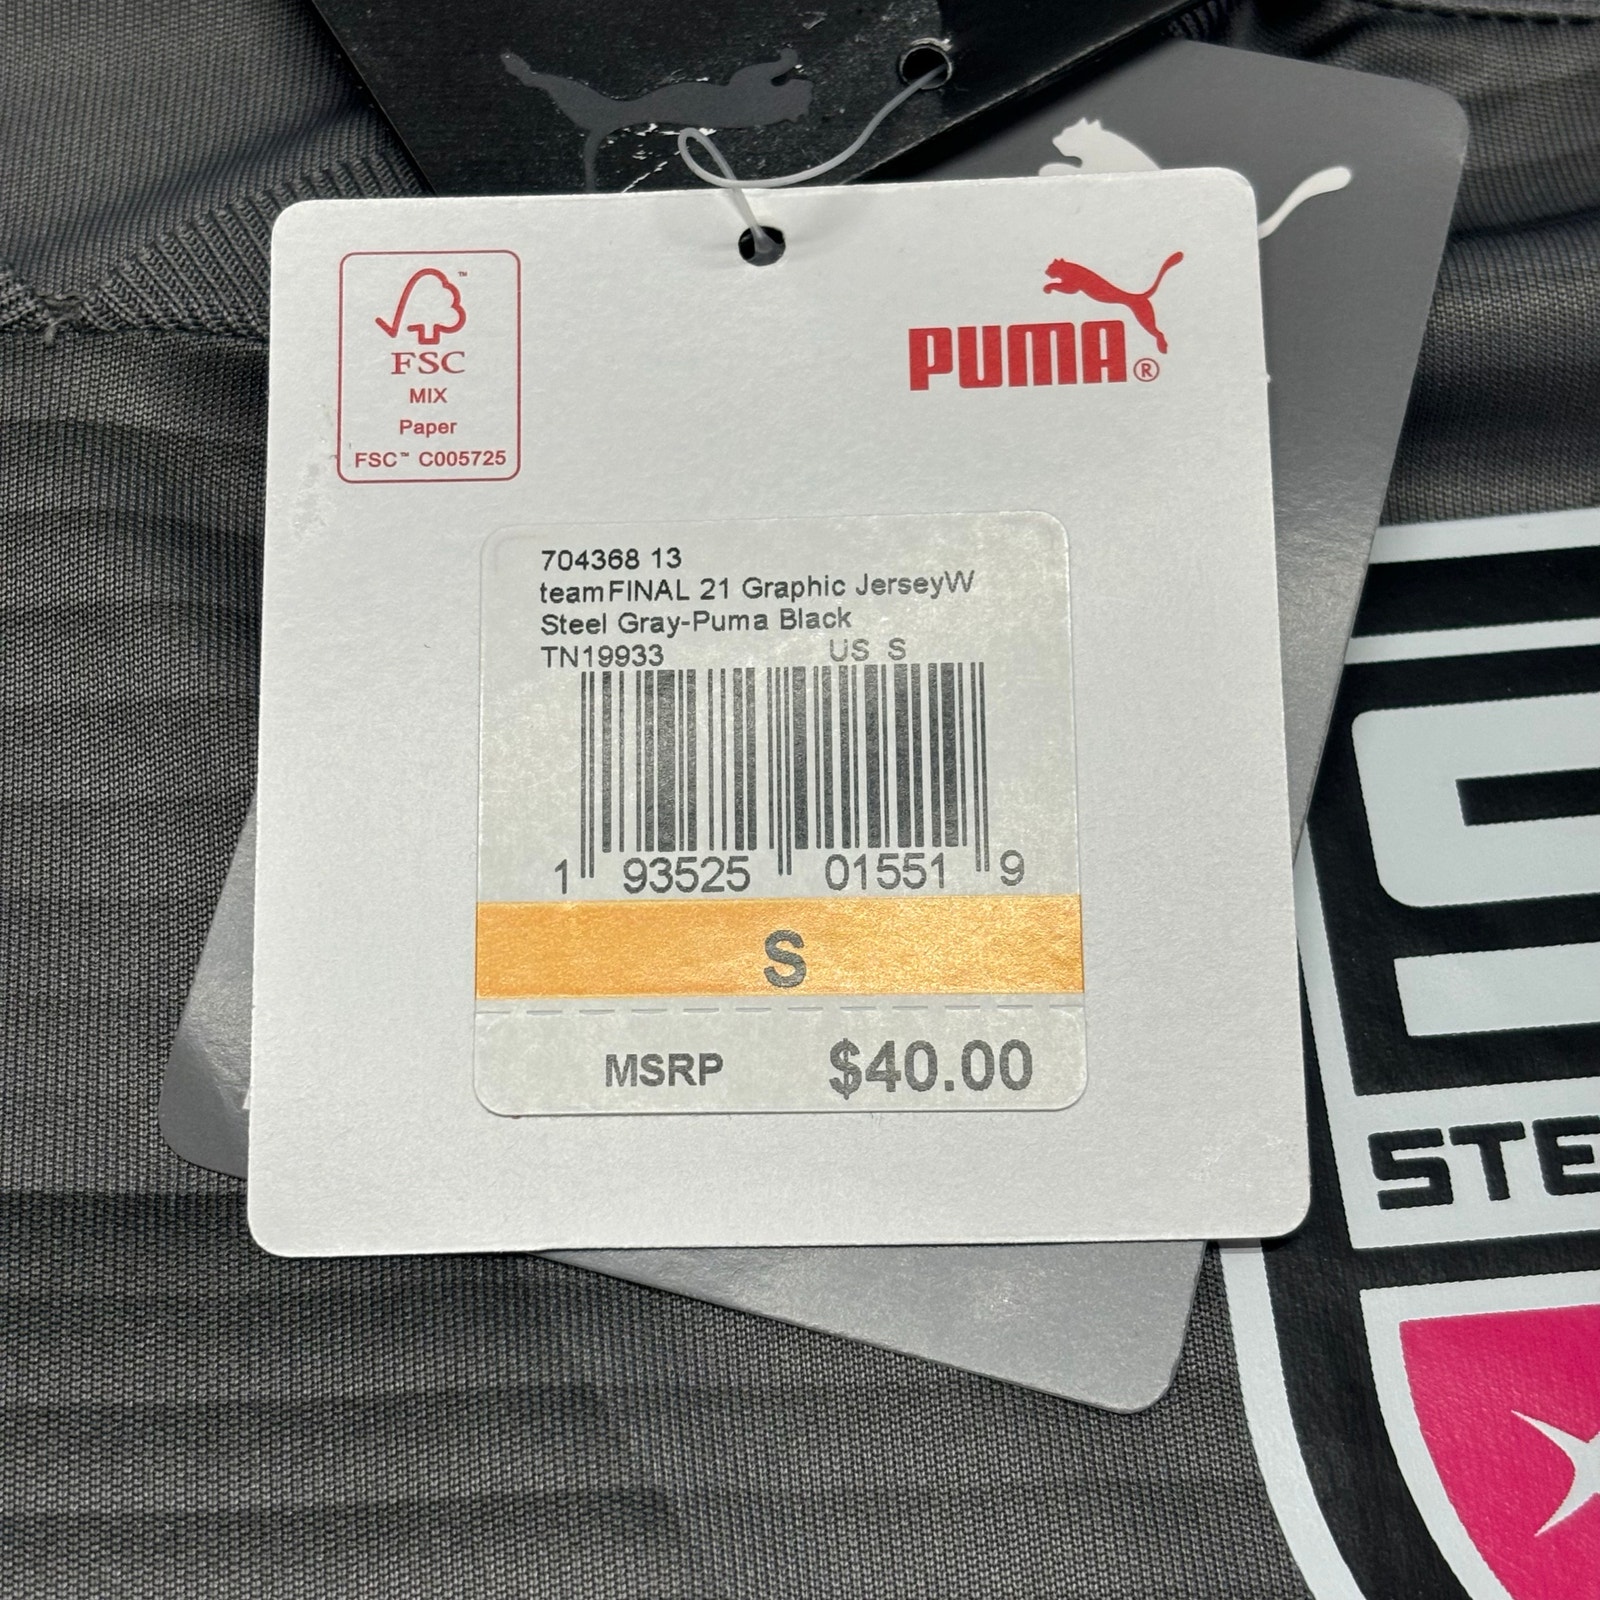 FSC
MIX
Paper
FSC™ C005725
PUMA®
704368 13
teamFINAL 21 Graphic JerseyW
Steel Gray-Puma Black
TN19933 US S
1 93525 01551 9
S
MSRP $40.00
STE